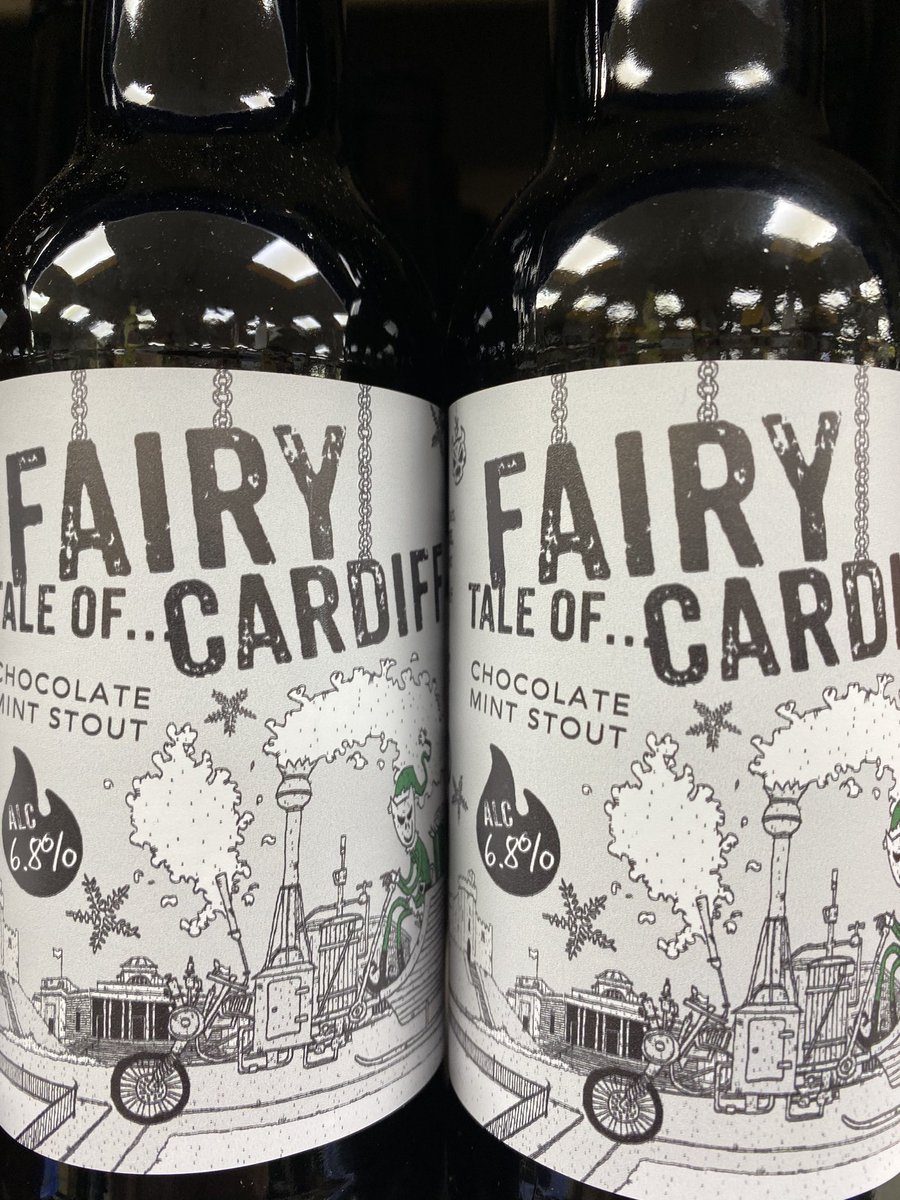 FAIRY
TALE OF...CARDIFF
CHOCOLATE
MINT STOUT
ALC
6.8%
FAIRY
TALE OF...CARDI
CHOCOLATE
MINT STOUT
ALC
6.8%